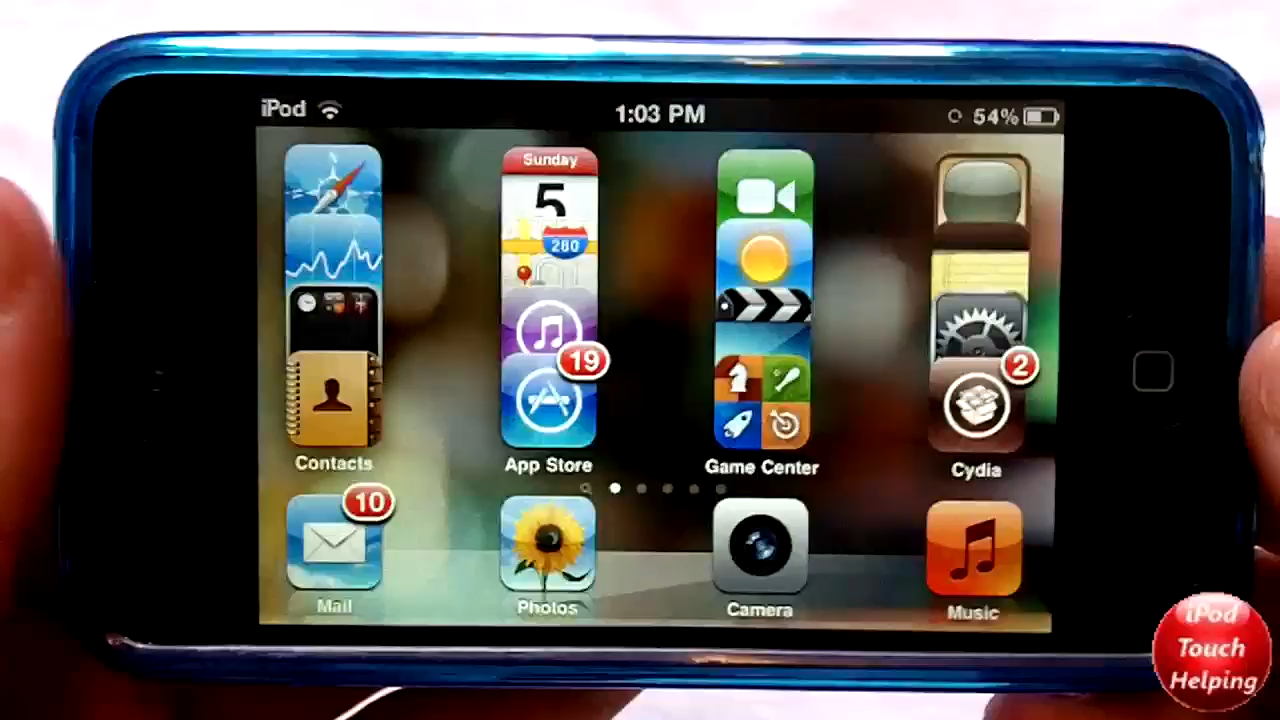 iPod
1:03 PM
54%
Sunday
5
280
19
2
Contacts
App Store
Game Center
Cydia
10
Mail
Photos
Camera
Music
iPod
Touch
Helping